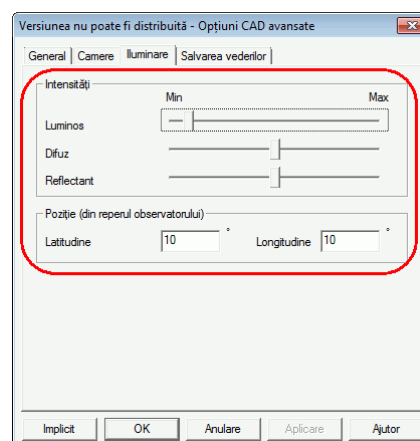 Versiunea nu poate fi distribuită - Opțiuni CAD avansate
General Camere Iluminare Salvarea vederilor
Intensități
Min Max
Luminos
Difuz
Reflectant
Poziție (din reperul observatorului)
Latitudine 10 ° Longitudine 10 °
Implicit OK Anulare Aplicare Ajutor